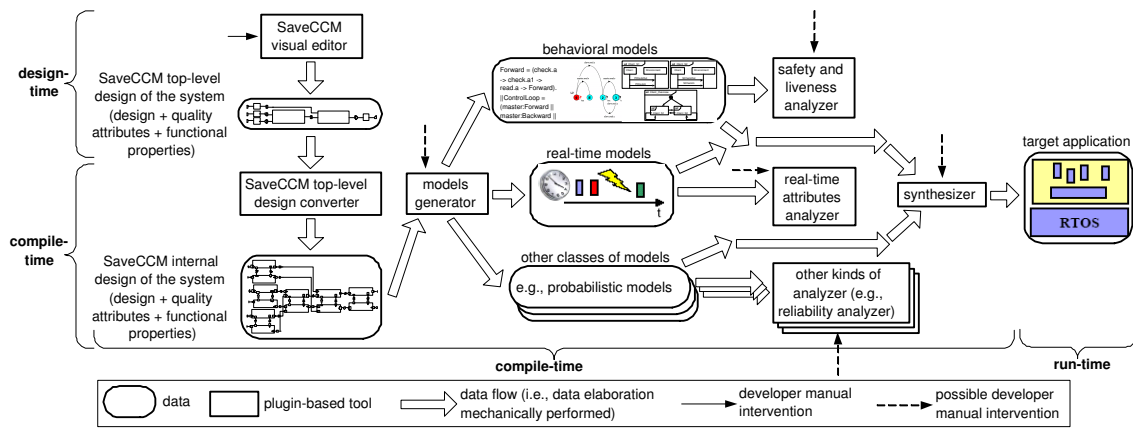 design-
time
SaveCCM top-level
design of the system
(design + quality
attributes + functional
properties)
SaveCCM
visual editor
compile-
time
SaveCCM top-level
design converter
SaveCCM internal
design of the system
(design + quality
attributes + functional
properties)
models
generator
behavioral models
Forward = (check.a
-> check.a1 ->
read.a -> Forward).
||ControlLoop =
(master:Forward ||
master:Backward ||
safety and
liveness analyzer
real-time models
t
real-time
attributes
analyzer
other classes of models
e.g., probabilistic models
other kinds of
analyzer (e.g.,
reliability analyzer)
synthesizer
target application
RTOS
compile-time
run-time
data
plugin-based tool
data flow (i.e., data elaboration
mechanically performed)
developer manual
intervention
possible developer
manual intervention